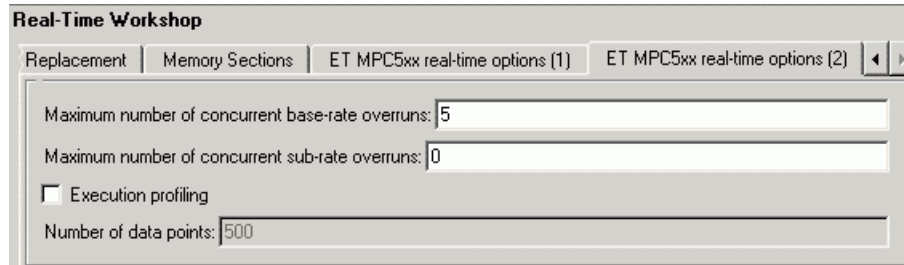 Real-Time Workshop
Replacement Memory Sections ET MPC5xx real-time options (1) ET MPC5xx real-time options (2)
Maximum number of concurrent base-rate overruns: 5
Maximum number of concurrent sub-rate overruns: 0
Execution profiling
Number of data points: 500